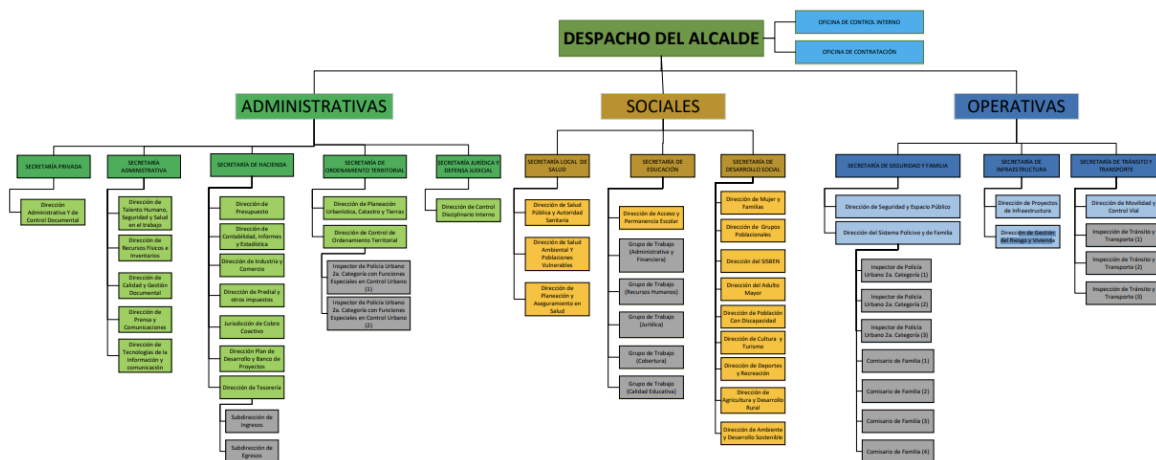 DESPACHO DEL ALCALDE
OFICINA DE CONTROL INTERNO
OFICINA DE CONTRATACIÓN
ADMINISTRATIVAS
SOCIALES
OPERATIVAS
SECRETARÍA PRIVADA
Dirección
Administrativa Y de
Control Documental
SECRETARÍA
ADMINISTRATIVA
Dirección de
Talento Humano,
Seguridad y Salud
en el trabajo
Dirección de
Recursos Físicos e
Inventarios
Dirección de
Calidad y Gestión
Documental
Dirección de
Prensa y
Comunicaciones
Dirección de
Tecnologías de la
Información y
comunicación
SECRETARÍA DE HACIENDA
Dirección de
Presupuesto
Dirección de
Contabilidad, Informes
y Estadística
Dirección de Industria y
Comercio
Dirección de Predial y
otros impuestos
Jurisdicción de Cobro
Coactivo
Dirección Plan de
Desarrollo y Banco de
Proyectos
Dirección de Tesorería
Subdirección de
Ingresos
Subdirección de
Egresos
SECRETARÍA DE
ORDENAMIENTO TERRITORIAL
Dirección de Planeación
Urbanística, Catastro y Tierras
Dirección de Control de
Ordenamiento Territorial
Inspector de Policía Urbano
2a. Categoría con Funciones
Especiales en Control Urbano
(1)
Inspector de Policía Urbano
2a. Categoría con Funciones
Especiales en Control Urbano
(2)
SECRETARÍA JURÍDICA Y
DEFENSA JUDICIAL
Dirección de Control
Disciplinario Interno
SECRETARÍA LOCAL DE
SALUD
Dirección de Salud
Pública y Autoridad
Sanitaria
Dirección de Salud
Ambiental Y
Poblaciones
Vulnerables
Dirección de
Planeación y
Aseguramiento en
Salud
SECRETARÍA DE
EDUCACIÓN
Dirección de Acceso y
Permanencia Escolar
Grupo de Trabajo
(Administrativa y
Financiera)
Grupo de Trabajo
(Recursos Humanos)
Grupo de Trabajo
(Jurídica)
Grupo de Trabajo
(Cobertura)
Grupo de Trabajo
(Calidad Educativa)
SECRETARÍA DE
DESARROLLO SOCIAL
Dirección de Mujer y
Familias
Dirección de Grupos
Poblacionales
Dirección del SISBEN
Dirección del Adulto
Mayor
Dirección de Población
Con Discapacidad
Dirección de Cultura y
Turismo
Dirección de Deportes y
Recreación
Dirección de
Agricultura y Desarrollo
Rural
Dirección de Ambiente
y Desarrollo Sostenible
SECRETARÍA DE SEGURIDAD Y FAMILIA
Dirección de Seguridad y Espacio Público
Dirección del Sistema Policivo y de Familia
Inspector de Policía
Urbano 2a. Categoría (1)
Inspector de Policía
Urbano 2a. Categoría (2)
Inspector de Policía
Urbano 2a. Categoría (3)
Comisario de Familia (1)
Comisario de Familia (2)
Comisario de Familia (3)
Comisario de Familia (4)
SECRETARÍA DE
INFRAESTRUCTURA
Dirección de Proyectos
de Infraestructura
Dirección de Gestión
del Riesgo y Vivienda
SECRETARÍA DE TRÁNSITO Y
TRANSPORTE
Dirección de Movilidad y
Control Vial
Inspección de Tránsito y
Transporte (1)
Inspección de Tránsito y
Transporte (2)
Inspección de Tránsito y
Transporte (3)